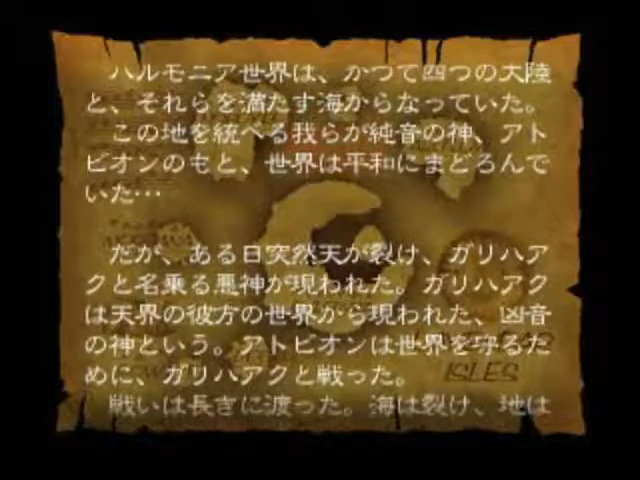 ハルモニア世界は、かつて四つの大陸
と、それらを満たす海からなっていた。
この地を統べる我らが純音の神、アト
ビオンのもと、世界は平和にまどろんで
いた…
だが、ある日突然天が裂け、ガリハア
クと名乗る悪神が現われた。ガリハアク
は天界の彼方の世界から現われた、凶音
の神という。アトビオンは世界を守るた
めに、ガリハアクと戦った。
ISLES
戦いは長きに渡った。海は裂け、地は